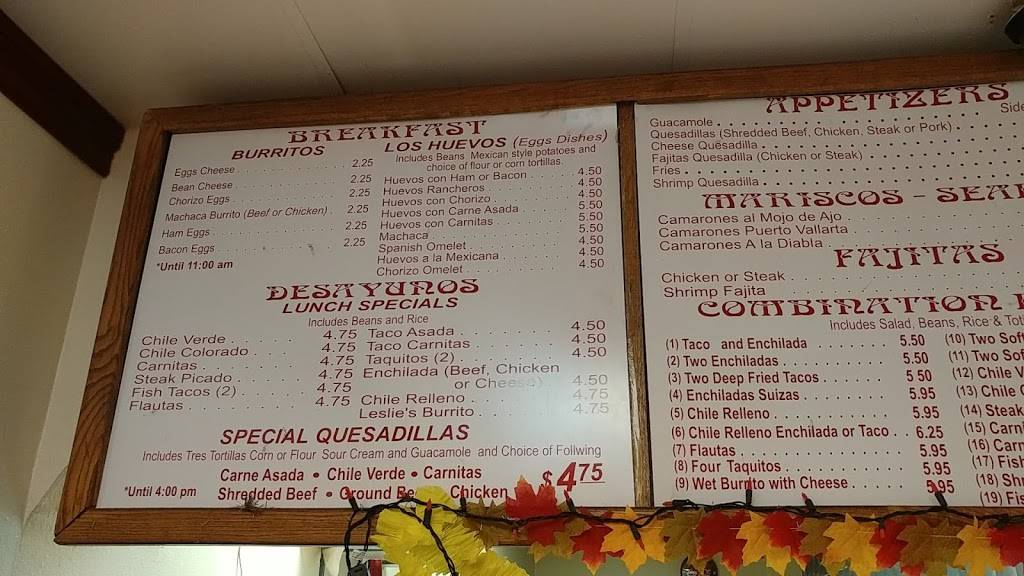 BREAKFAST
BURRITOS
Eggs Cheese 2.25
Bean Cheese 2.25
Chorizo Eggs 2.25
Machaca Burrito (Beef or Chicken) 2.25
Ham Eggs 2.25
Bacon Eggs 2.25
*Until 11:00 am
LOS HUEVOS (Eggs Dishes)
Includes Beans Mexican style potatoes and
choice of flour or corn tortillas.
Huevos con Ham or Bacon 4.50
Huevos Rancheros 4.50
Huevos con Chorizo 4.50
Huevos con Carne Asada 5.50
Huevos con Carnitas 5.50
Machaca 5.50
Spanish Omelet 4.50
Huevos a la Mexicana 4.50
Chorizo Omelet 4.50
DESAYUNOS
LUNCH SPECIALS
Includes Beans and Rice
Chile Verde 4.75
Chile Colorado 4.75
Carnitas 4.75
Steak Picado 4.75
Fish Tacos (2) 4.75
Flautas 4.75
Taco Asada 4.50
Taco Carnitas 4.50
Taquitos (2) 4.50
Enchilada (Beef, Chicken
or Cheese) 4.50
Chile Relleno 4.75
Leslie's Burrito 4.75
SPECIAL QUESADILLAS
Includes Tres Tortillas Corn or Flour Sour Cream and Guacamole and Choice of Follwing
Carne Asada • Chile Verde • Carnitas
Shredded Beef • Ground Be Chicken
$4.75
*Until 4:00 pm
APPETIZERS
Side
Guacamole
Quesadillas (Shredded Beef, Chicken, Steak or Pork)
Cheese Quesadilla
Fajitas Quesadilla (Chicken or Steak)
Fries
Shrimp Quesadilla
MARISCOS - SEA
Camarones al Mojo de Ajo
Camarones Puerto Vallarta
Camarones A la Diabla
FAJITAS
Chicken or Steak
Shrimp Fajita
COMBINATION
Includes Salad, Beans, Rice & Tot
(1) Taco and Enchilada 5.50
(2) Two Enchiladas 5.50
(3) Two Deep Fried Tacos 5 50
(4) Enchiladas Suizas 5.95
(5) Chile Relleno 5.95
(6) Chile Relleno Enchilada or Taco 6.25
(7) Flautas 5.95
(8) Four Taquitos 5.95
(9) Wet Burrito with Cheese 5.95
(10) Two Sof
(11) Two Sof
(12) Chile V
(13) Chile
(14) Steak
(15) Carni
(16) Carn
(17) Fish
(18) Shr
(19) Fis